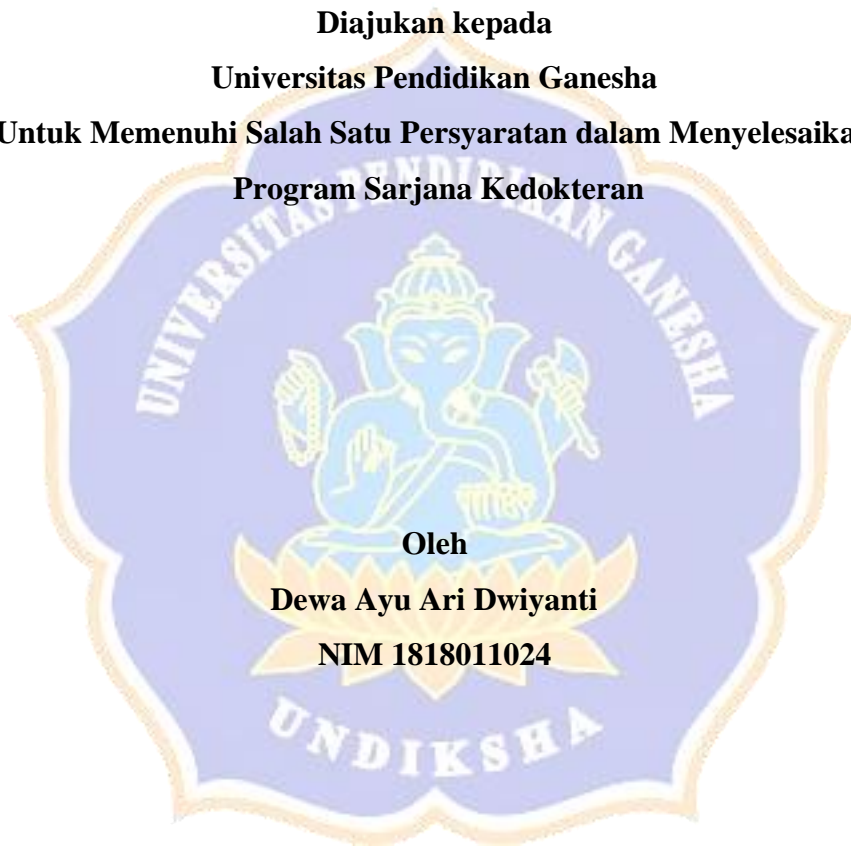 Diajukan kepada
Universitas Pendidikan Ganesha
Untuk Memenuhi Salah Satu Persyaratan dalam Menyelesaika
Program Sarjana Kedokteran
UNIVERSITAS PENDIDIKAN GANESHA
Oleh
Dewa Ayu Ari Dwiyanti
NIM 1818011024
UNDIKSHA